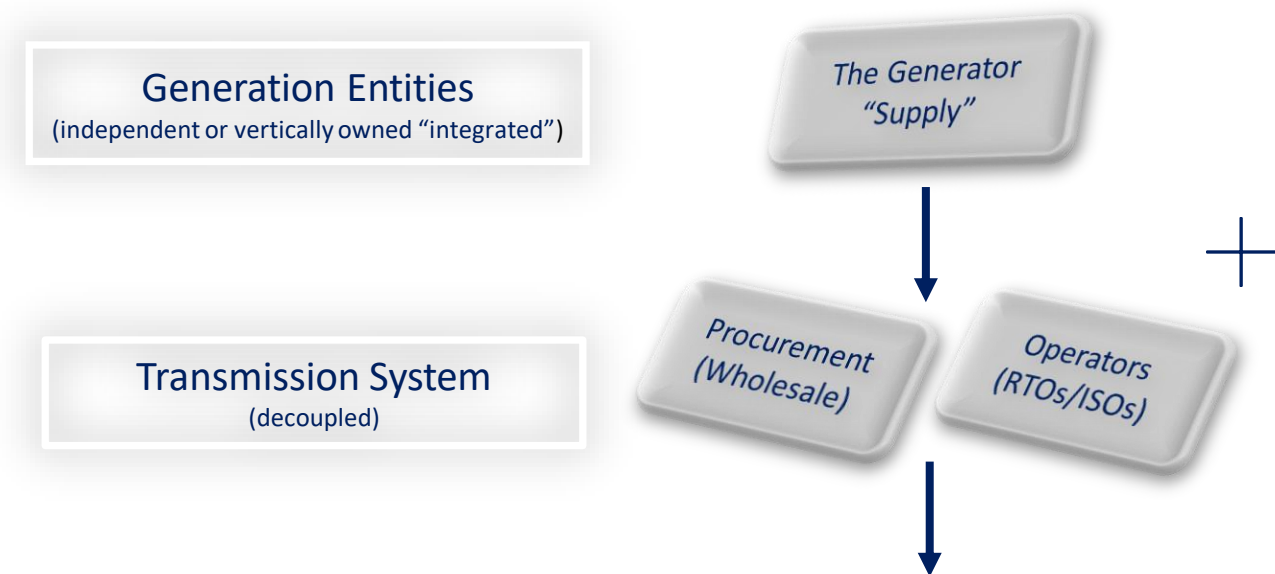 Generation Entities
(independent or vertically owned “integrated”)
The Generator
“Supply”
Transmission System
(decoupled)
Procurement
(Wholesale)
Operators
(RTOs/ISOs)